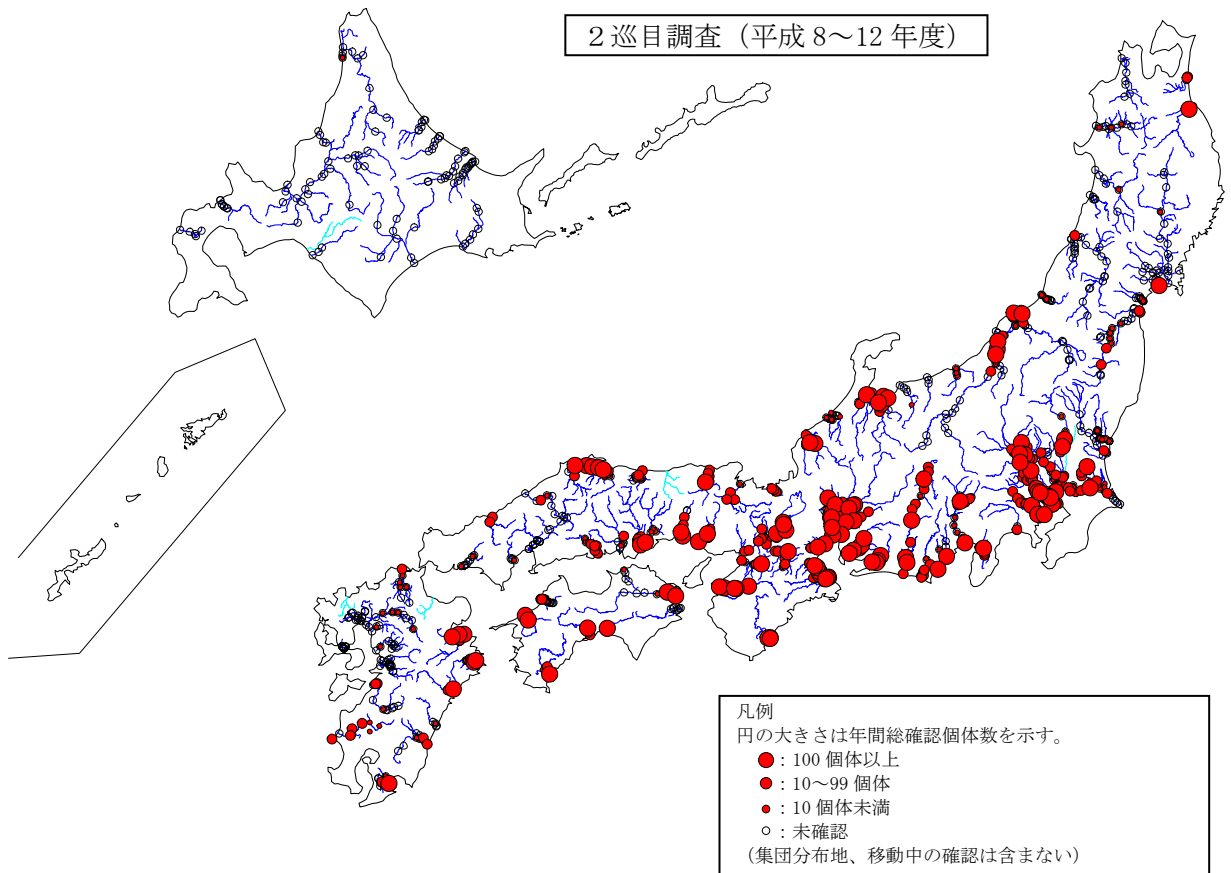 2巡目調査（平成 8～12 年度）
凡例
円の大きさは年間総確認個体数を示す。
：100 個体以上
：10～99 個体
：10 個体未満
：未確認
（集団分布地、移動中の確認は含まない）